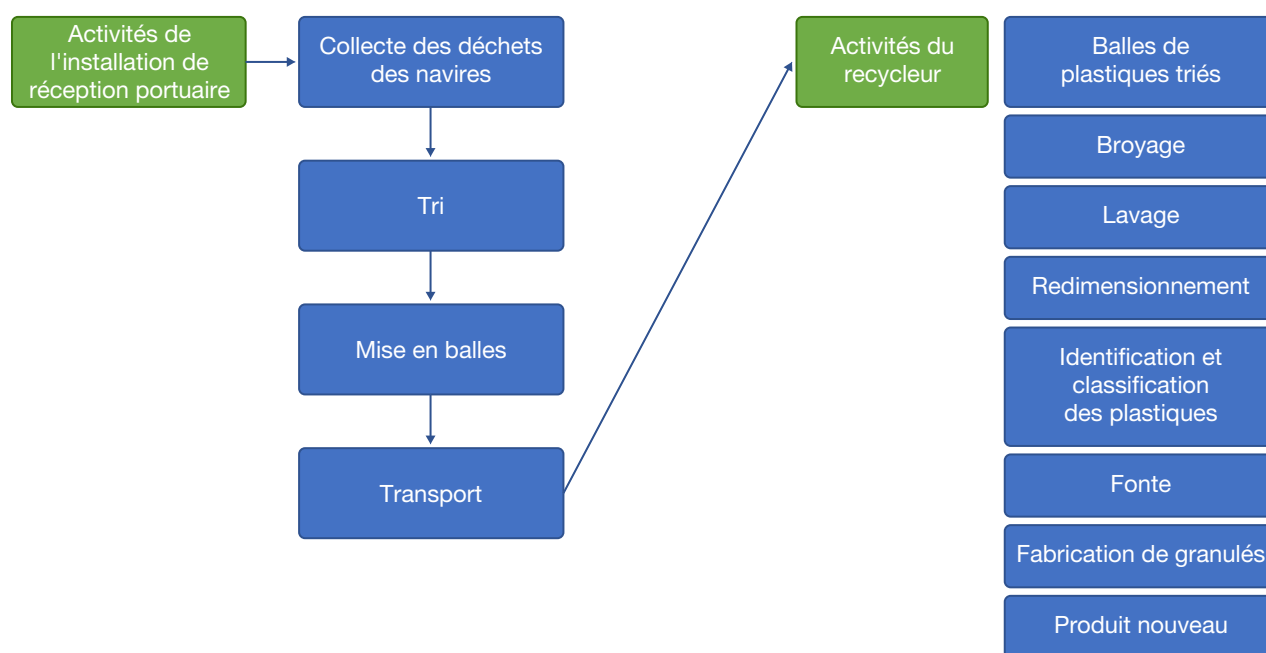 Activités de
l'installation de
réception portuaire
Collecte des déchets
des navires
Tri
Mise en balles
Transport
Activités du
recycleur
Balles de
plastiques triés
Broyage
Lavage
Redimensionnement
Identification et
classification
des plastiques
Fonte
Fabrication de granulés
Produit nouveau